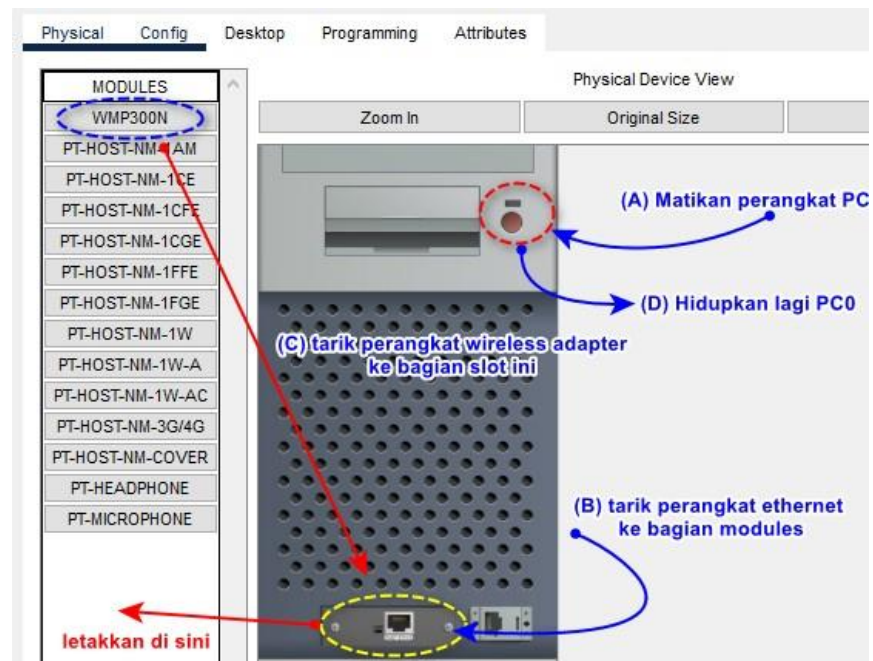 Physical Config Desktop Programming Attributes
MODULES
Physical Device View
WMP300N
Zoom In
Original Size
PT-HOST-NM-1AM
PT-HOST-NM-1CE
PT-HOST-NM-1CFE
PT-HOST-NM-1CGE
PT-HOST-NM-1FFE
PT-HOST-NM-1FGE
PT-HOST-NM-1W
PT-HOST-NM-1W-A
PT-HOST-NM-1W-AC
PT-HOST-NM-3G/4G
PT-HOST-NM-COVER
PT-HEADPHONE
PT-MICROPHONE
(A) Matikan perangkat PC
(D) Hidupkan lagi PC0
(C) tarik perangkat wireless adapter
ke bagian slot ini
(B) tarik perangkat ethernet
ke bagian modules
letakkan di sini